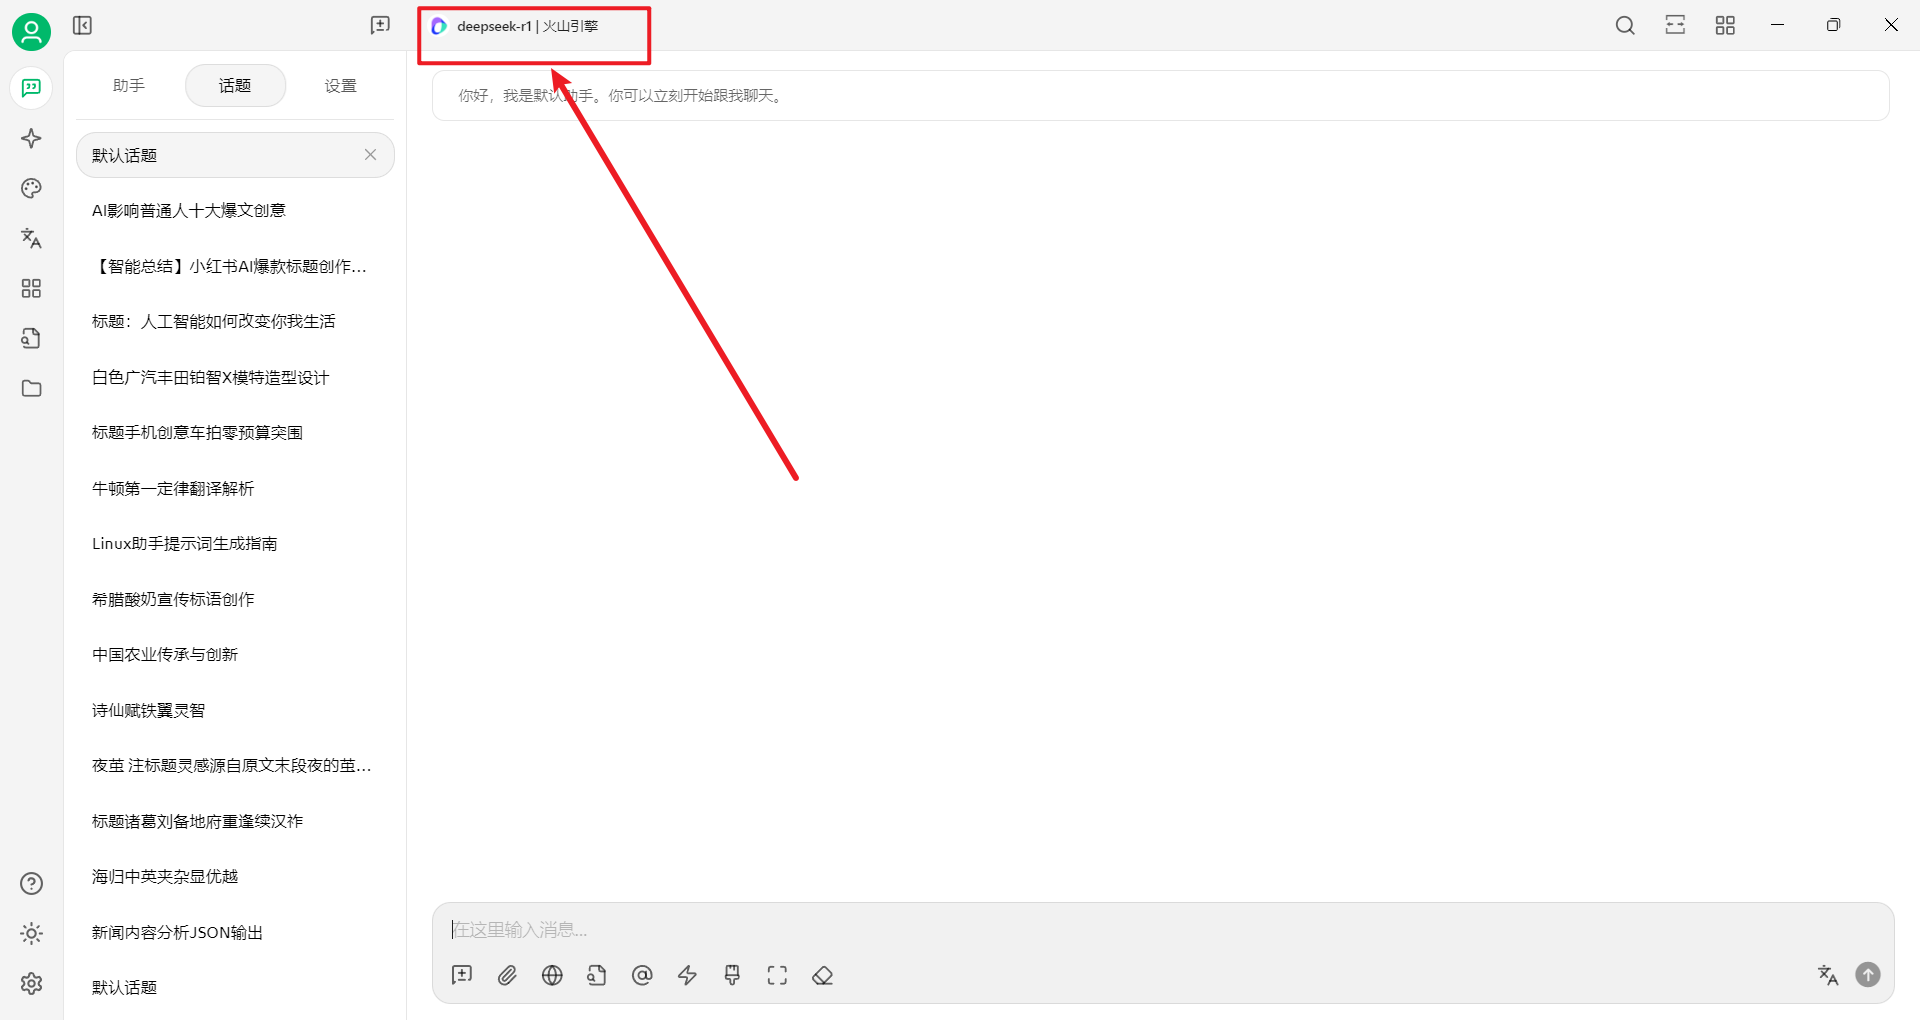 deepseek-r1 | 火山引擎
助手 话题 设置
默认话题
AI影响普通人十大爆文创意
【智能总结】小红书AI爆款标题创作...
标题：人工智能如何改变你我生活
白色广汽丰田铂智X模特造型设计
标题手机创意车拍零预算突围
牛顿第一定律翻译解析
Linux助手提示词生成指南
希腊酸奶宣传标语创作
中国农业传承与创新
诗仙赋铁翼灵智
夜茧 注标题灵感源自原文末段夜的茧...
标题诸葛刘备地府重逢续汉祚
海归中英夹杂显优越
新闻内容分析JSON输出
默认话题
你好，我是默认助手。你可以立刻开始跟我聊天。
在这里输入消息...